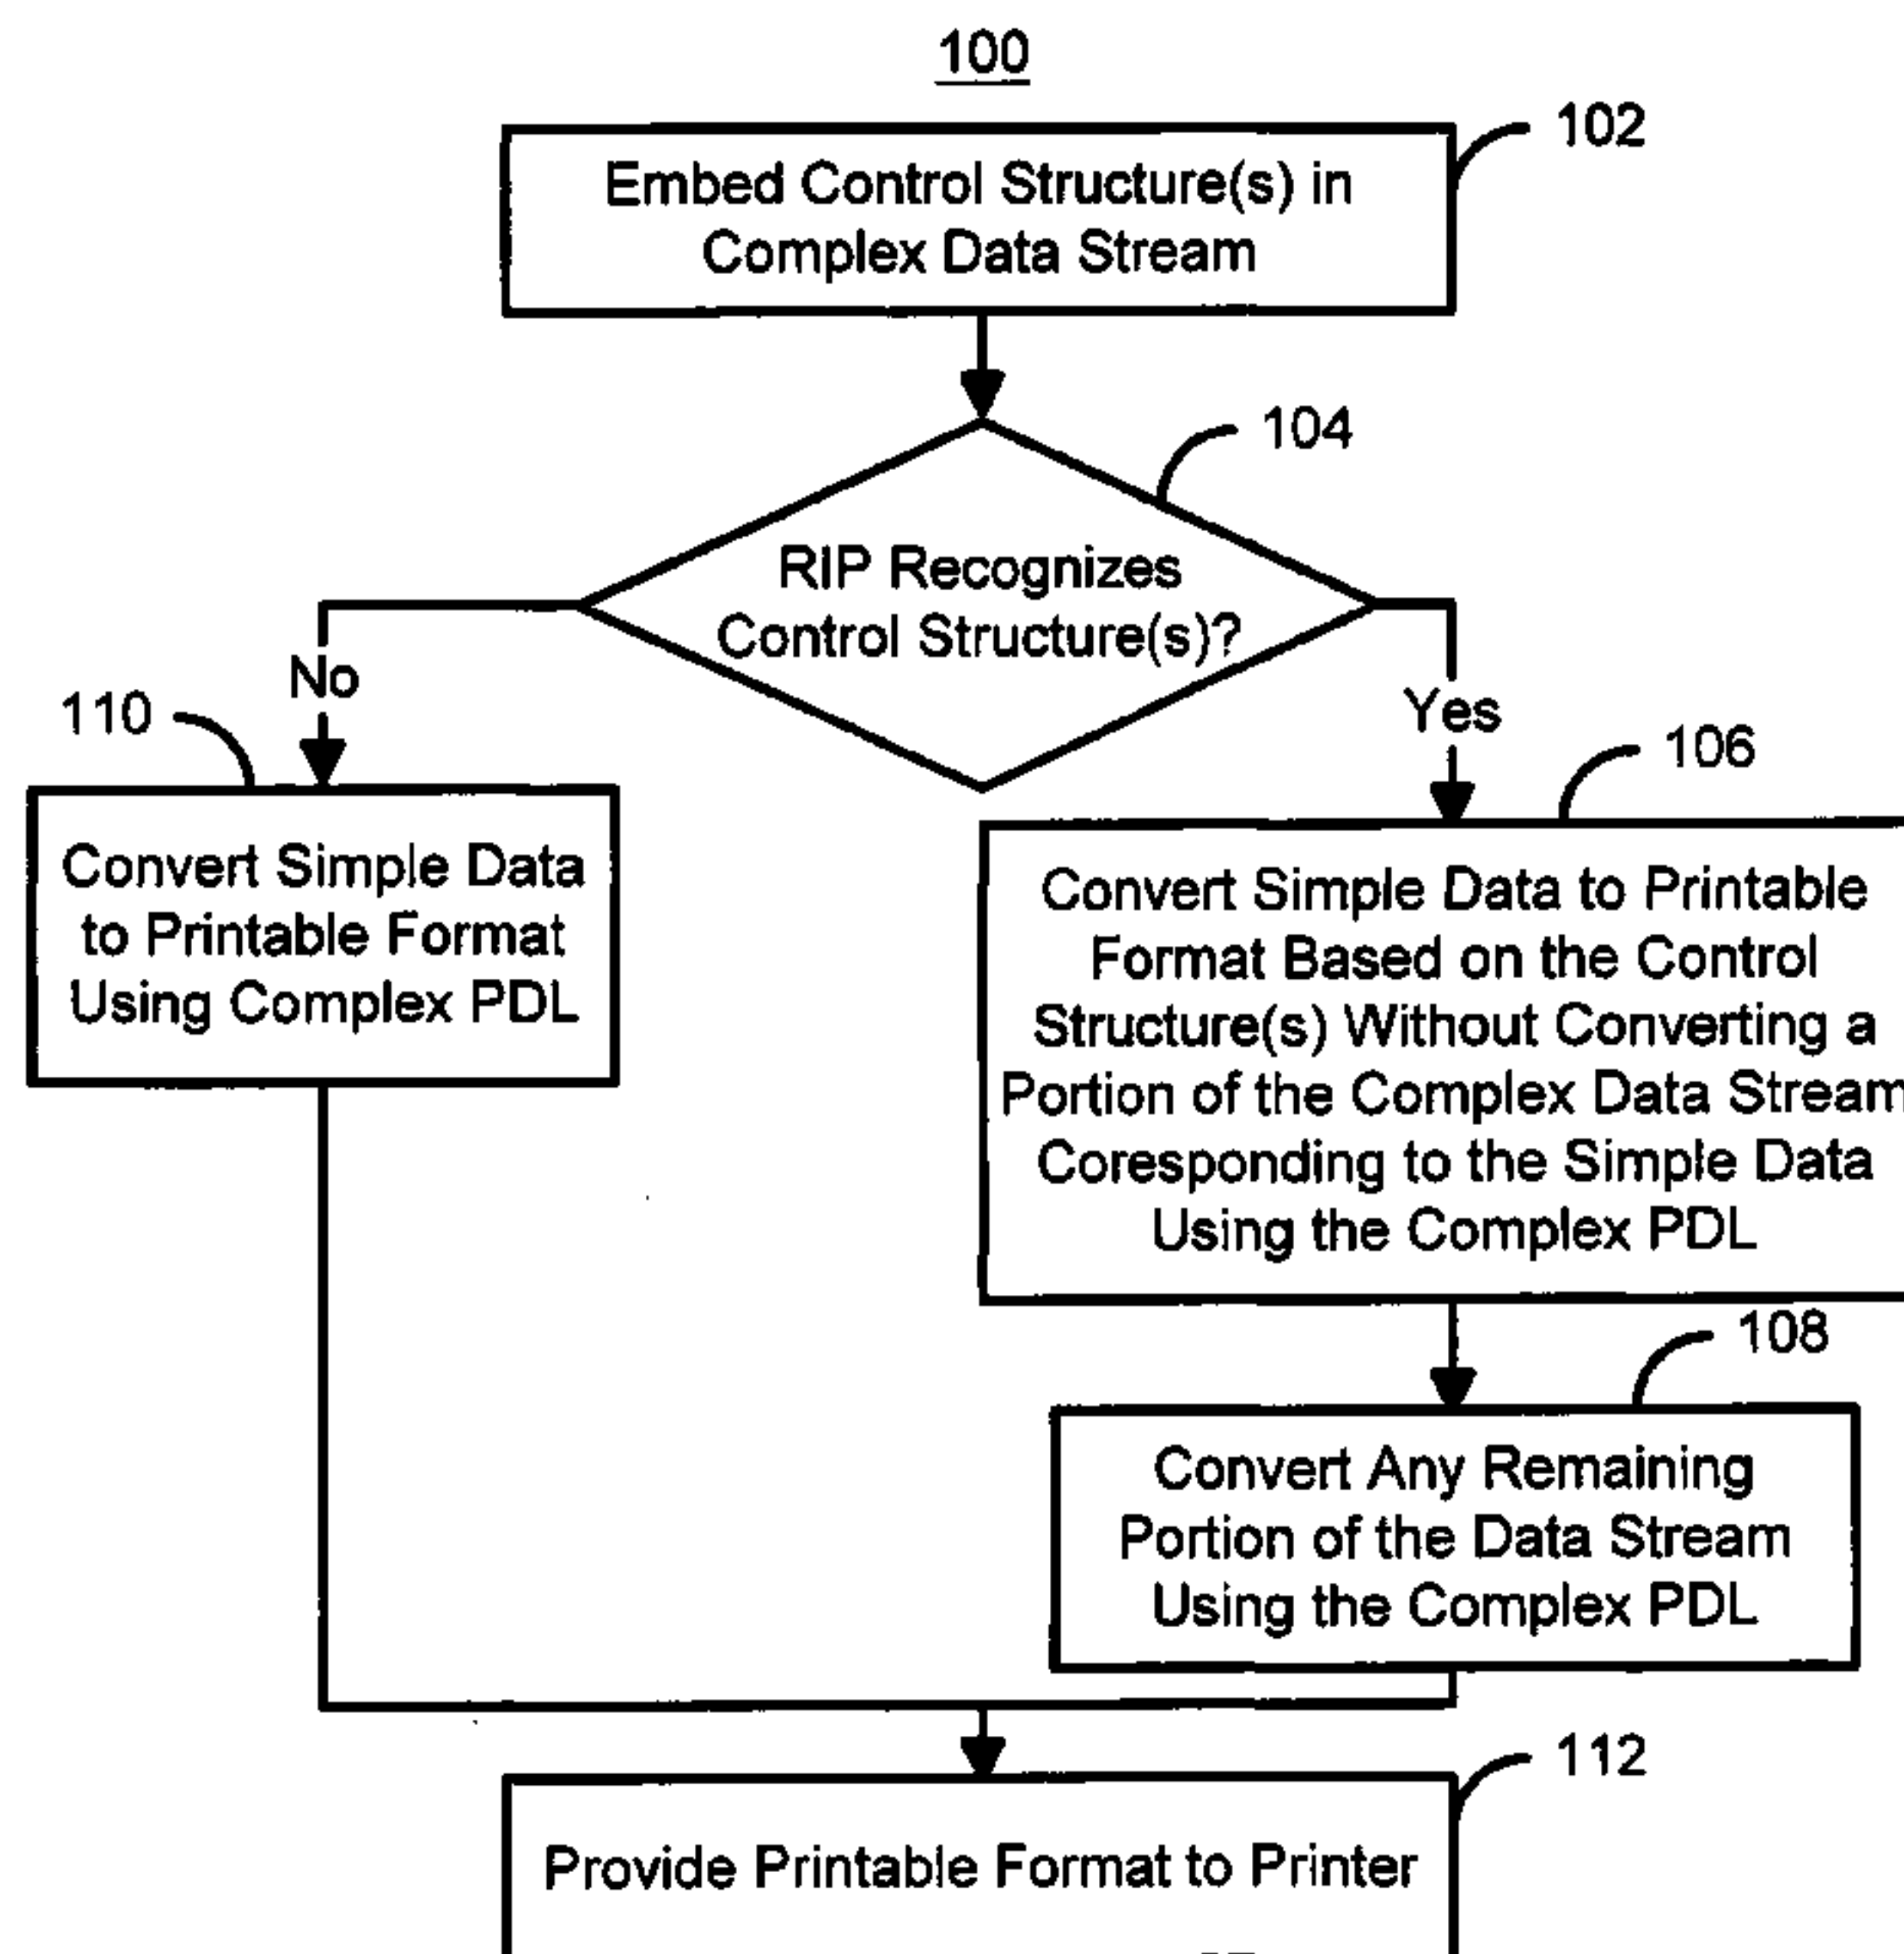 100
102
Embed Control Structure(s) in
Complex Data Stream
104
RIP Recognizes
Control Structure(s)?
No
Yes
110
106
Convert Simple Data
to Printable Format
Using Complex PDL
Convert Simple Data to Printable
Format Based on the Control
Structure(s) Without Converting a
Portion of the Complex Data Stream
Coresponding to the Simple Data
Using the Complex PDL
108
Convert Any Remaining
Portion of the Data Stream
Using the Complex PDL
112
Provide Printable Format to Printer